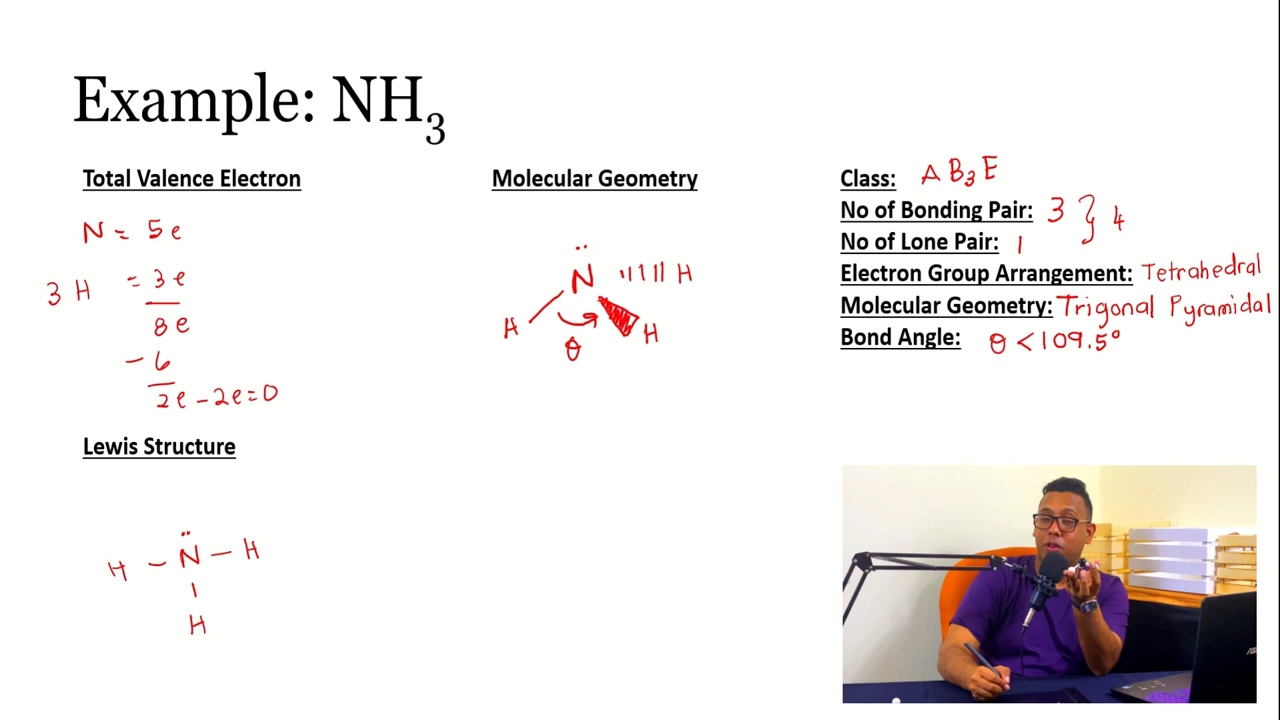 Example: NH₃
Total Valence Electron
N = 5e
3 H = 3e
8e
- 6
2e - 2e = 0
Lewis Structure
N̈
H - N - H
H
Molecular Geometry
N̈ H
H H
θ
Class: AB₃E
No of Bonding Pair: 3 } 4
No of Lone Pair: 1
Electron Group Arrangement: Tetrahedral
Molecular Geometry: Trigonal Pyramidal
Bond Angle: θ < 109.5°